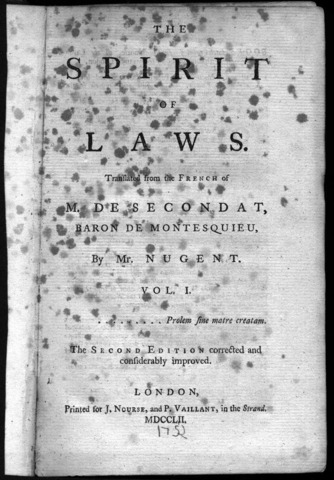 THE
SPIRIT
OF
LAWS.
Translated from the FRENCH of
M. DE SECONDAT,
BARON DE MONTESQUIEU,
By Mr. NUGENT.
VOL. I.
. . . . . . . . . Prolem ſine matre creatam.
The SECOND EDITION corrected and
conſiderably improved.
LONDON,
Printed for J. NOURSE, and P. VAILLANT, in the Strand.
MDCCLII.
1752